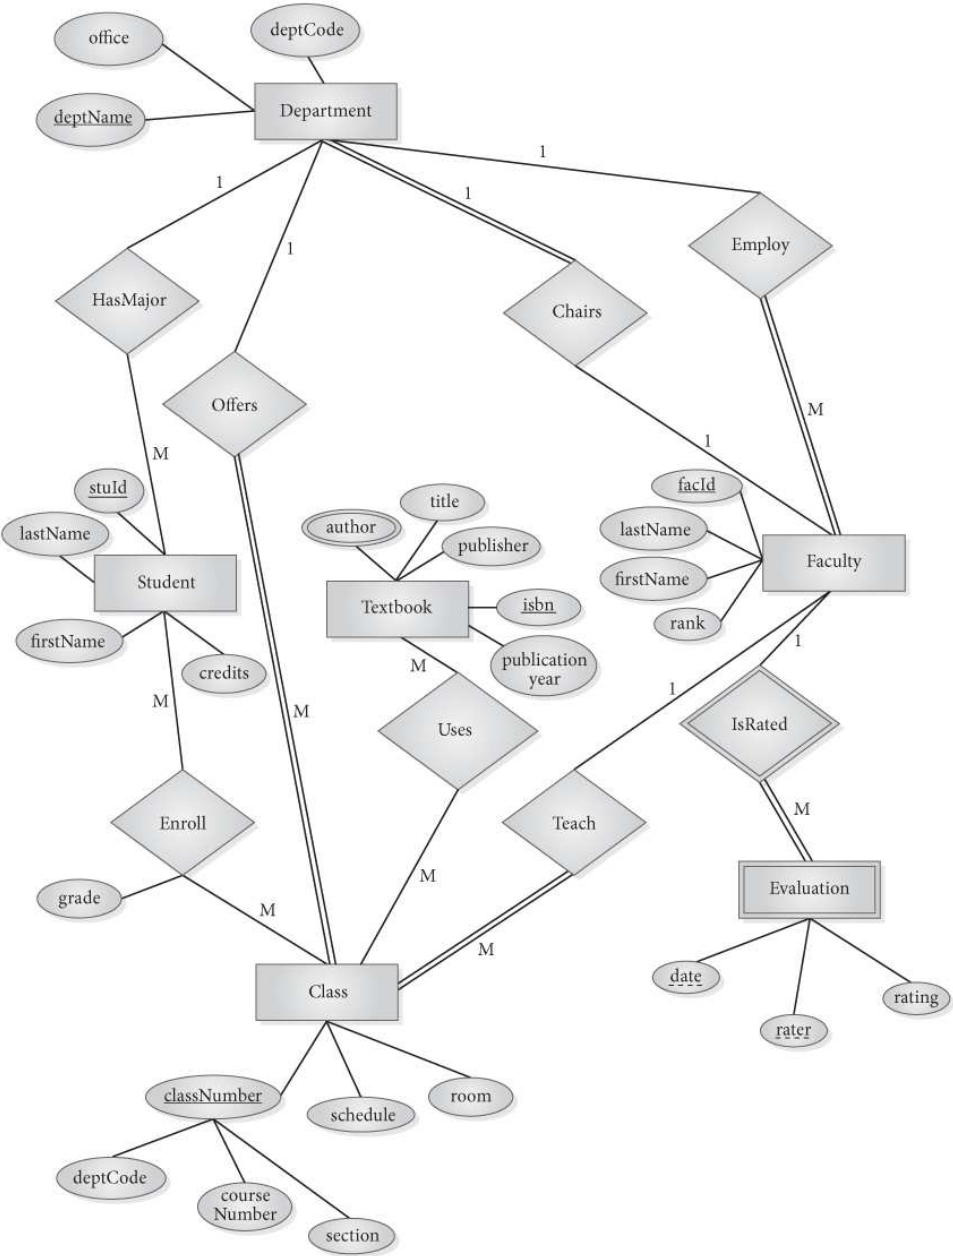 office
deptCode
deptName
Department
1
1
1
1
HasMajor
Employ
Chairs
Offers
M
M
1
stuId
lastName
Student
firstName
credits
author
title
publisher
Textbook
isbn
publication
year
facId
lastName
firstName
rank
Faculty
M
M
M
1
1
Uses
IsRated
Enroll
Teach
M
grade
M
M
M
Evaluation
date
rater
rating
Class
classNumber
schedule
room
deptCode
course
Number
section